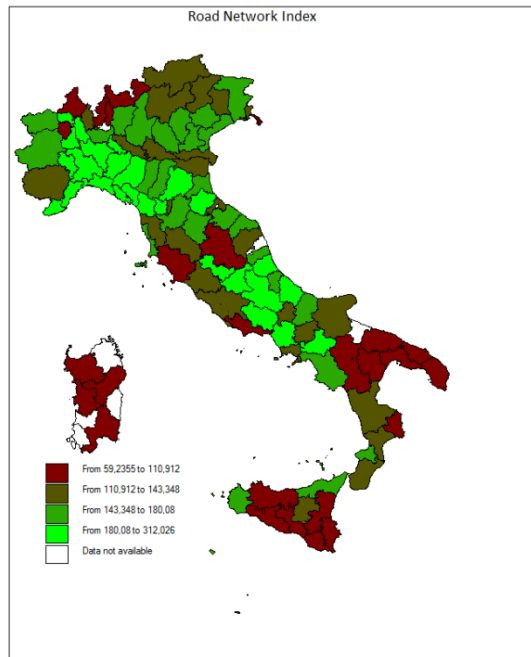 Road Network Index
From 59,2355 to 110,912
From 110,912 to 143,348
From 143,348 to 180,08
From 180,08 to 312,026
Data not available